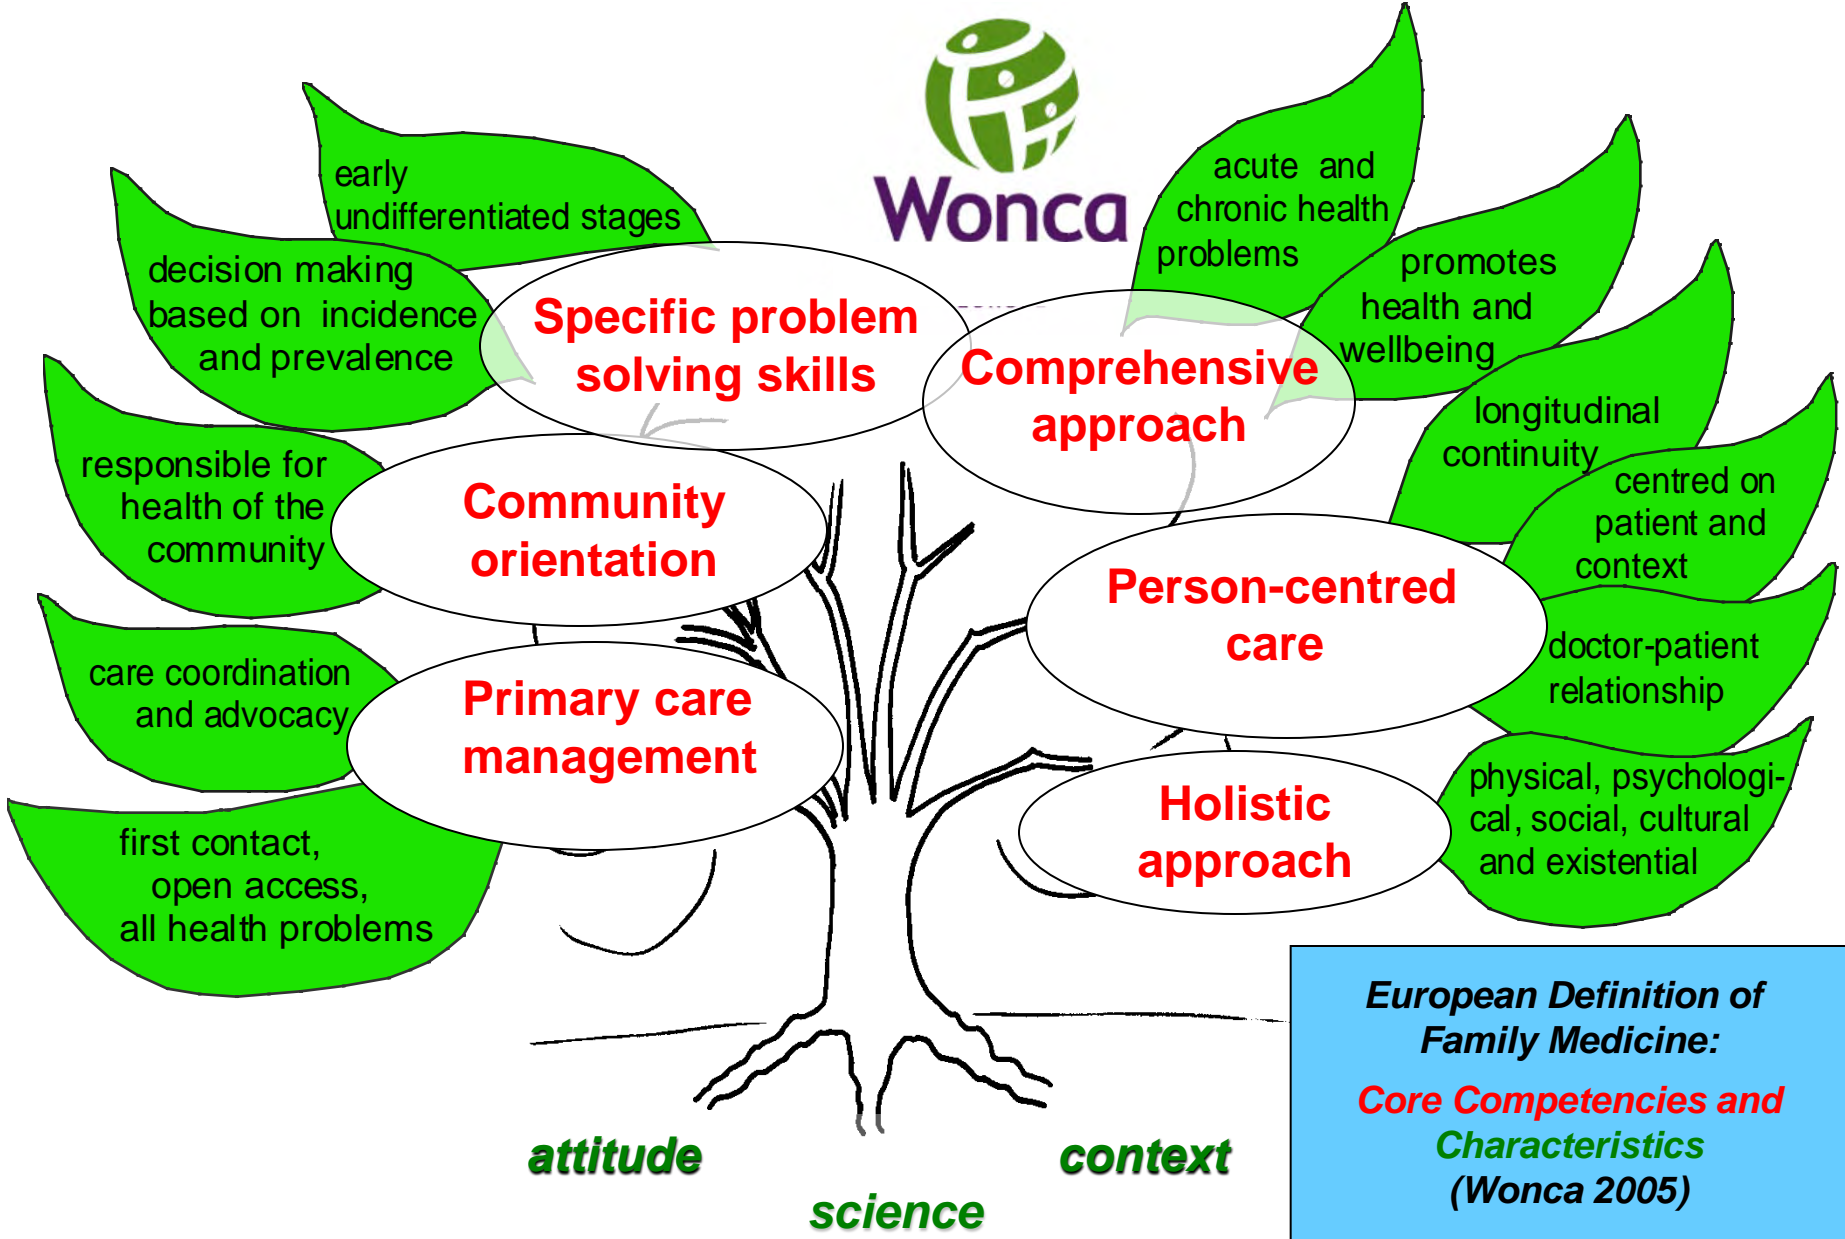 Wonca
early
undifferentiated stages
decision making
based on incidence
and prevalence
responsible for
health of the
community
care coordination
and advocacy
first contact,
open access,
all health problems
Specific problem
solving skills
Community
orientation
Primary care
management
Comprehensive
approach
Person-centred
care
Holistic
approach
acute and
chronic health
problems
promotes
health and
wellbeing
longitudinal
continuity
centred on
patient and
context
doctor-patient
relationship
physical, psychologi-
cal, social, cultural
and existential
attitude
science
context
European Definition of
Family Medicine:
Core Competencies and
Characteristics
(Wonca 2005)